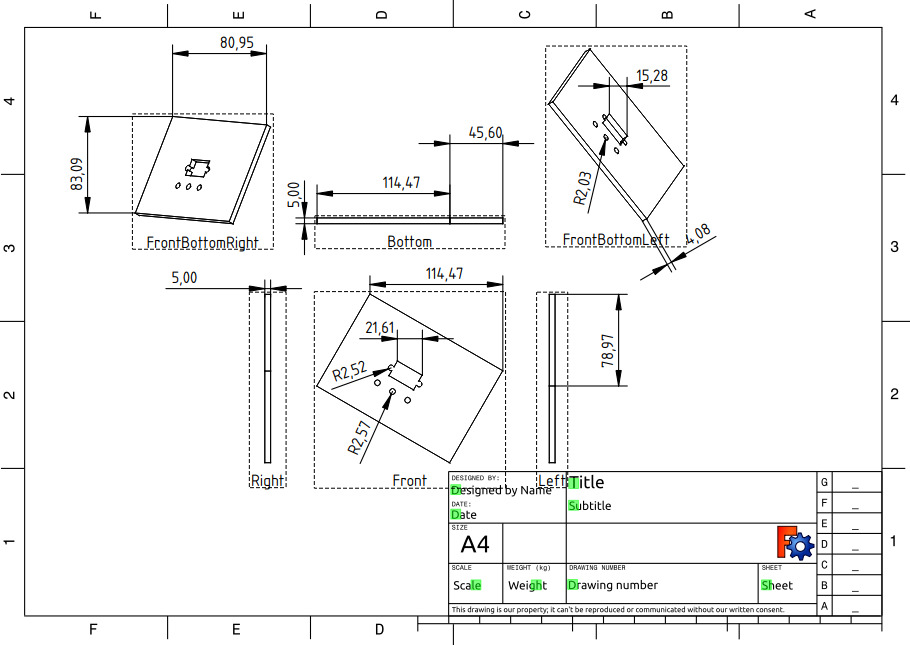 F E D C B A
80,95
4 4
15,28
45,60
83,09
114,47
5,00
R2,03
FrontBottomRight
Bottom
FrontBottomLeft
4,08
3 3
5,00
114,47
21,61
78,97
R2,52
2 2
R2,57
Right
Front
Left
DESIGNED BY:
Designed by Name
Title
G _
DATE:
Date
Subtitle
F _
SIZE
A4
E _
1 1
D _
SCALE
WEIGHT (kg)
DRAWING NUMBER
SHEET
C _
Scale
Weight
Drawing number
Sheet
B _
This drawing is our property; it can't be reproduced or communicated without our written consent.
A _
F E D